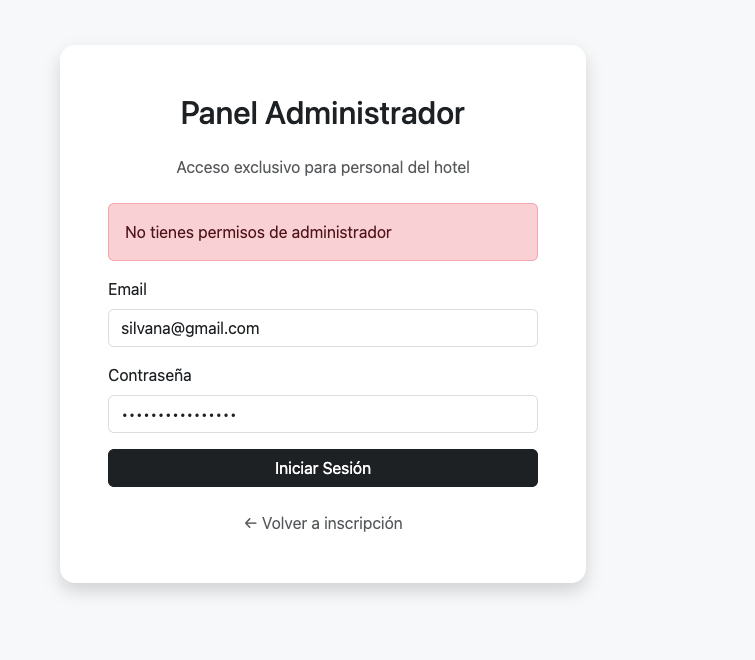 Panel Administrador
Acceso exclusivo para personal del hotel
No tienes permisos de administrador
Email
silvana@gmail.com
Contraseña
••••••••••••••••
Iniciar Sesión
← Volver a inscripción